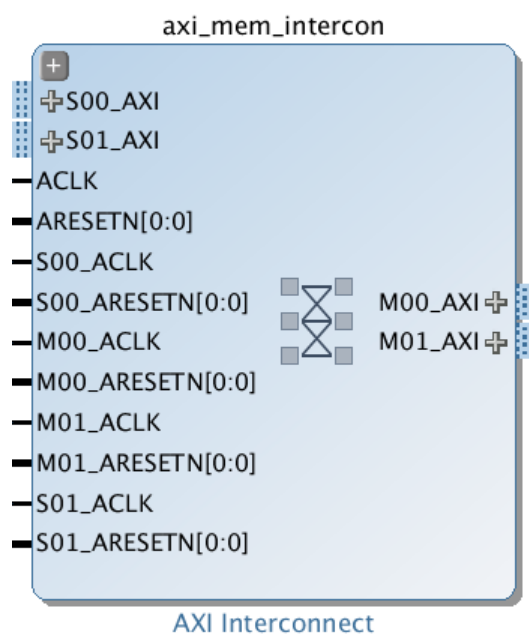 axi_mem_intercon
S00_AXI
S01_AXI
ACLK
ARESETN[0:0]
S00_ACLK
S00_ARESETN[0:0]
M00_ACLK
M00_ARESETN[0:0]
M01_ACLK
M01_ARESETN[0:0]
S01_ACLK
S01_ARESETN[0:0]
M00_AXI
M01_AXI
AXI Interconnect